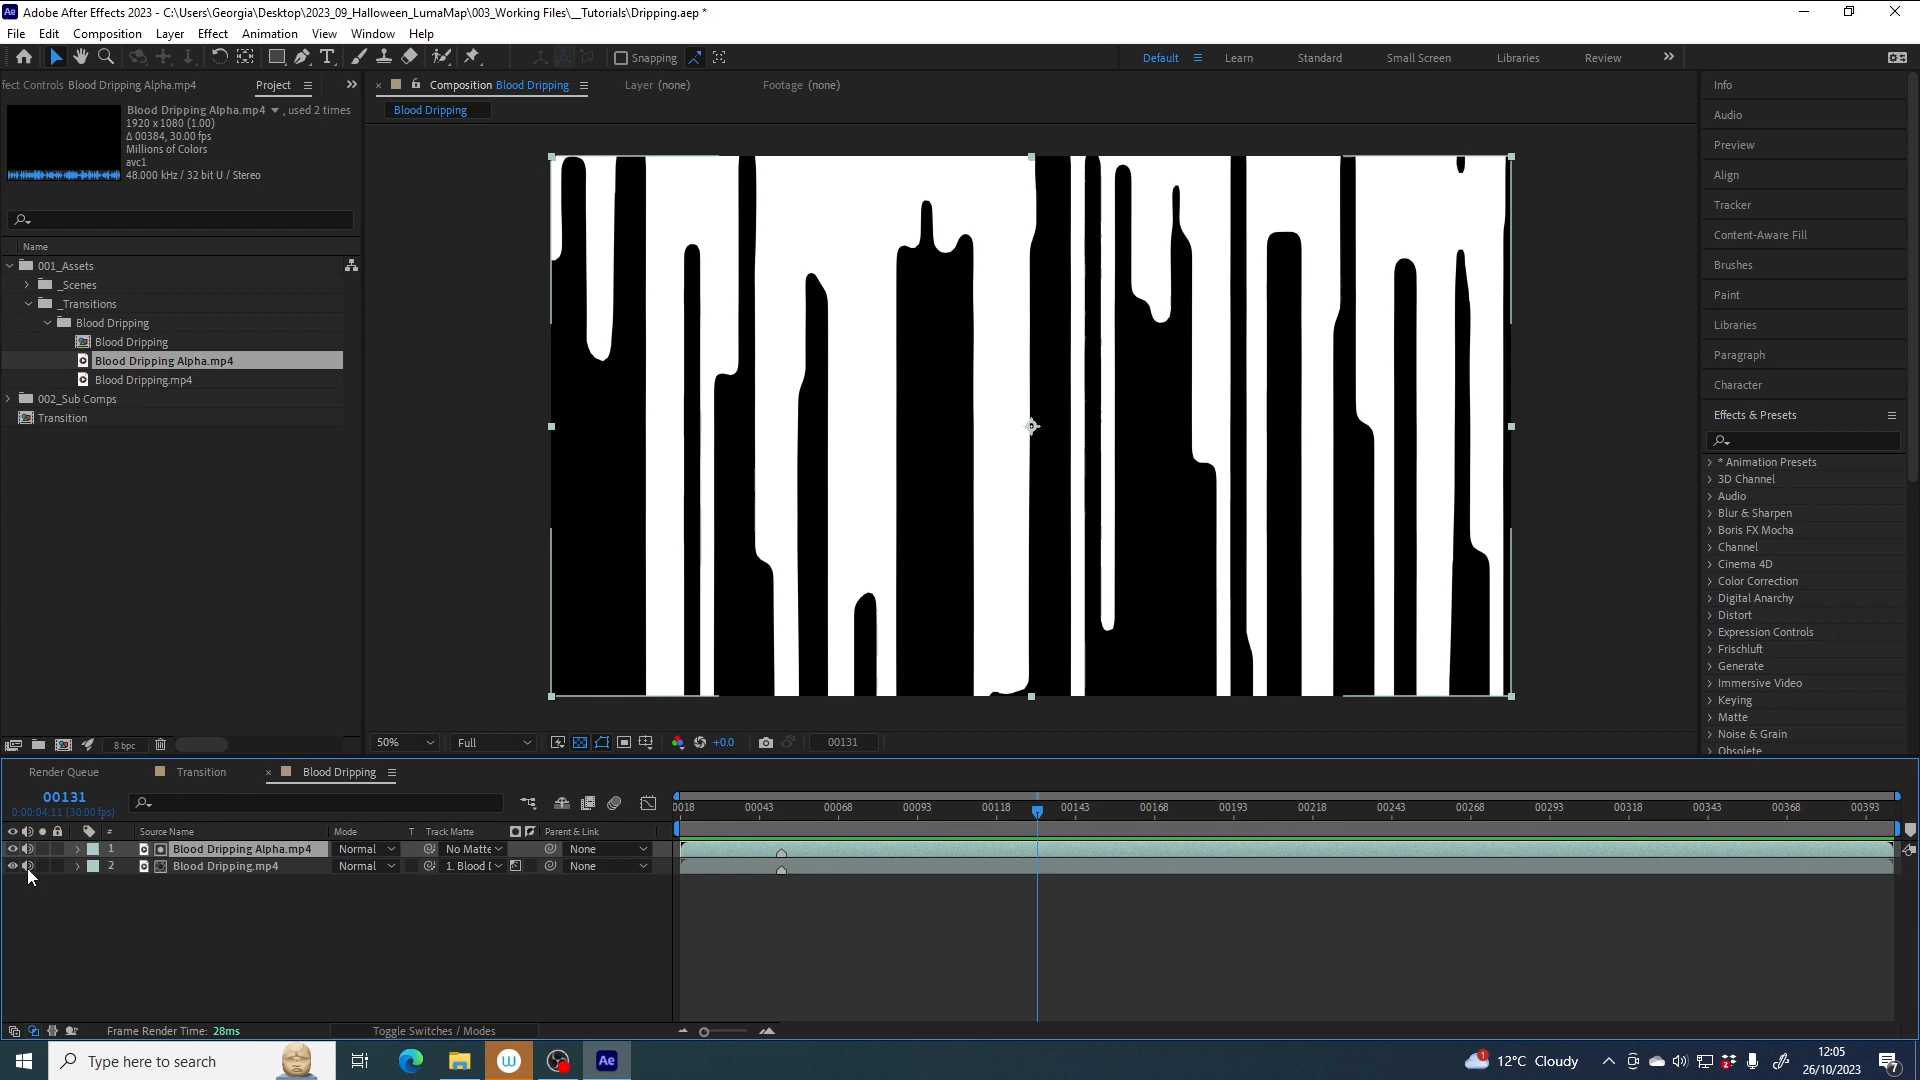 Adobe After Effects 2023 - C:\Users\Georgia\Desktop\2023_09_Halloween_LumaMap\003_Working Files\__Tutorials\Dripping.aep *
File Edit Composition Layer Effect Animation View Window Help
Snapping
Default Learn Standard Small Screen Libraries Review
fect Controls Blood Dripping Alpha.mp4 Project
Composition Blood Dripping Layer (none) Footage (none)
Blood Dripping
Blood Dripping Alpha.mp4 , used 2 times
1920 x 1080 (1.00)
Δ 00384, 30.00 fps
Millions of Colors
avc1
48.000 kHz / 32 bit U / Stereo
Name
001_Assets
_Scenes
_Transitions
Blood Dripping
Blood Dripping
Blood Dripping Alpha.mp4
Blood Dripping.mp4
002_Sub Comps
Transition
8 bpc
50% Full +0.0 00131
Info
Audio
Preview
Align
Tracker
Content-Aware Fill
Brushes
Paint
Libraries
Paragraph
Character
Effects & Presets
* Animation Presets
3D Channel
Audio
Blur & Sharpen
Boris FX Mocha
Channel
Cinema 4D
Color Correction
Digital Anarchy
Distort
Expression Controls
Frischluft
Generate
Immersive Video
Keying
Matte
Noise & Grain
Obsolete
Render Queue Transition Blood Dripping
00131
0:00:04:11 (30.00 fps)
0018 00043 00068 00093 00118 00143 00168 00193 00218 00243 00268 00293 00318 00343 00368 00393
# Source Name Mode T Track Matte Parent & Link
1 Blood Dripping Alpha.mp4 Normal No Matte None
2 Blood Dripping.mp4 Normal 1. Blood D None
Frame Render Time: 28ms Toggle Switches / Modes
Type here to search
W
Ae
1
12°C Cloudy
12:05
26/10/2023
7